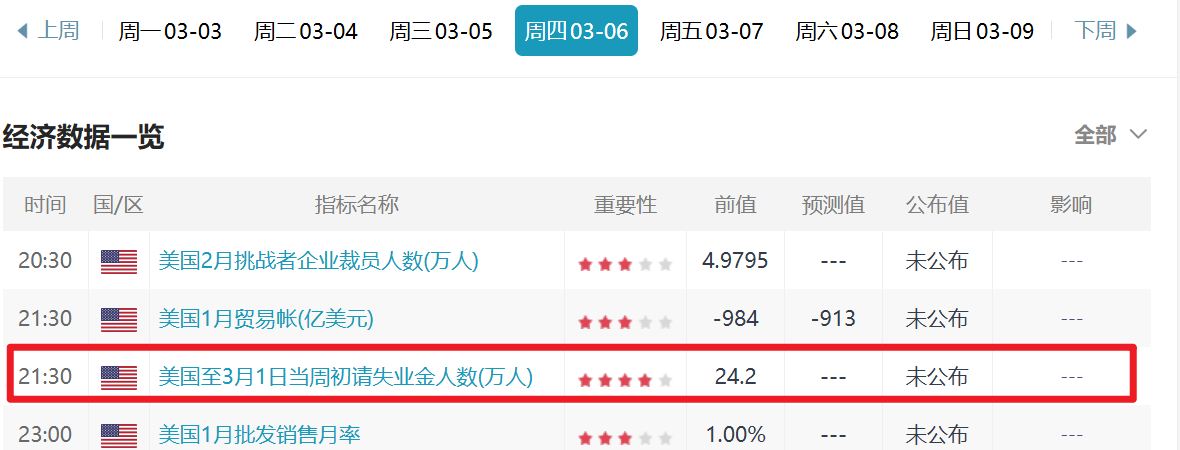 上周 周一 03-03 周二 03-04 周三 03-05 周四 03-06 周五 03-07 周六 03-08 周日 03-09 下周
经济数据一览 全部
时间 国/区 指标名称 重要性 前值 预测值 公布值 影响
20:30 美国2月挑战者企业裁员人数(万人) 4.9795 --- 未公布 ---
21:30 美国1月贸易帐(亿美元) -984 -913 未公布 ---
21:30 美国至3月1日当周初请失业金人数(万人) 24.2 --- 未公布 ---
23:00 美国1月批发销售月率 1.00% --- 未公布 ---